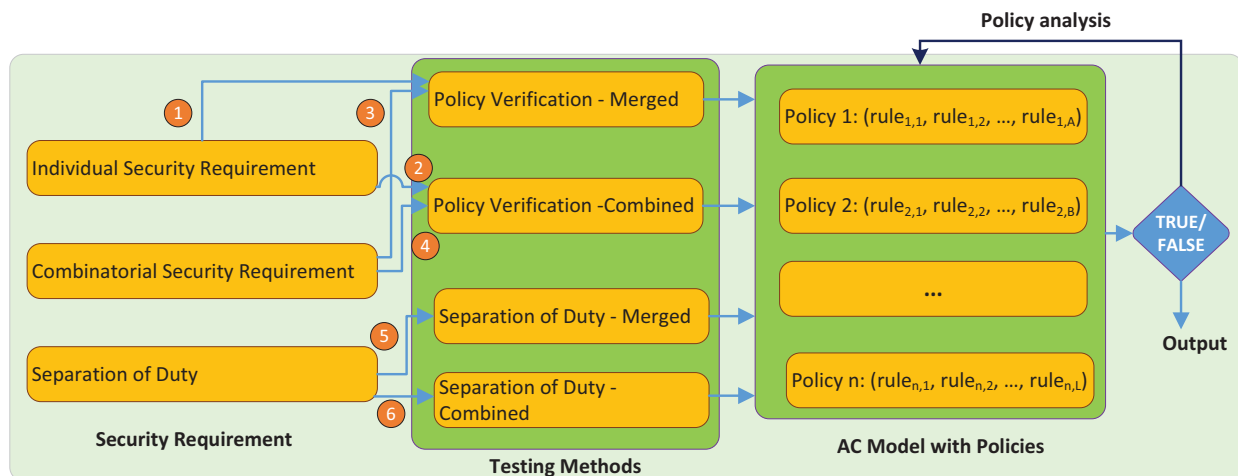 Policy analysis
1
3
Policy Verification - Merged
Policy 1: (rule1,1, rule1,2, ..., rule1,A)
Individual Security Requirement
2
Policy Verification -Combined
Policy 2: (rule2,1, rule2,2, ..., rule2,B)
TRUE/
FALSE
4
Combinatorial Security Requirement
...
Separation of Duty - Merged
5
Output
Separation of Duty
Policy n: (rulen,1, rulen,2, ..., rulen,L)
Separation of Duty -
Combined
6
Security Requirement
AC Model with Policies
Testing Methods